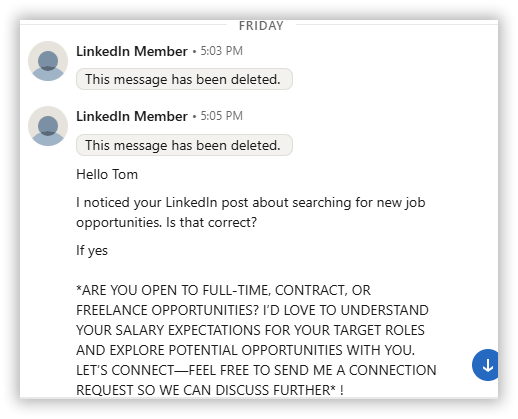 FRIDAY
LinkedIn Member • 5:03 PM
This message has been deleted.
LinkedIn Member • 5:05 PM
This message has been deleted.
Hello Tom
I noticed your LinkedIn post about searching for new job
opportunities. Is that correct?
If yes
*ARE YOU OPEN TO FULL-TIME, CONTRACT, OR
FREELANCE OPPORTUNITIES? I’D LOVE TO UNDERSTAND
YOUR SALARY EXPECTATIONS FOR YOUR TARGET ROLES
AND EXPLORE POTENTIAL OPPORTUNITIES WITH YOU.
LET’S CONNECT—FEEL FREE TO SEND ME A CONNECTION
REQUEST SO WE CAN DISCUSS FURTHER* !